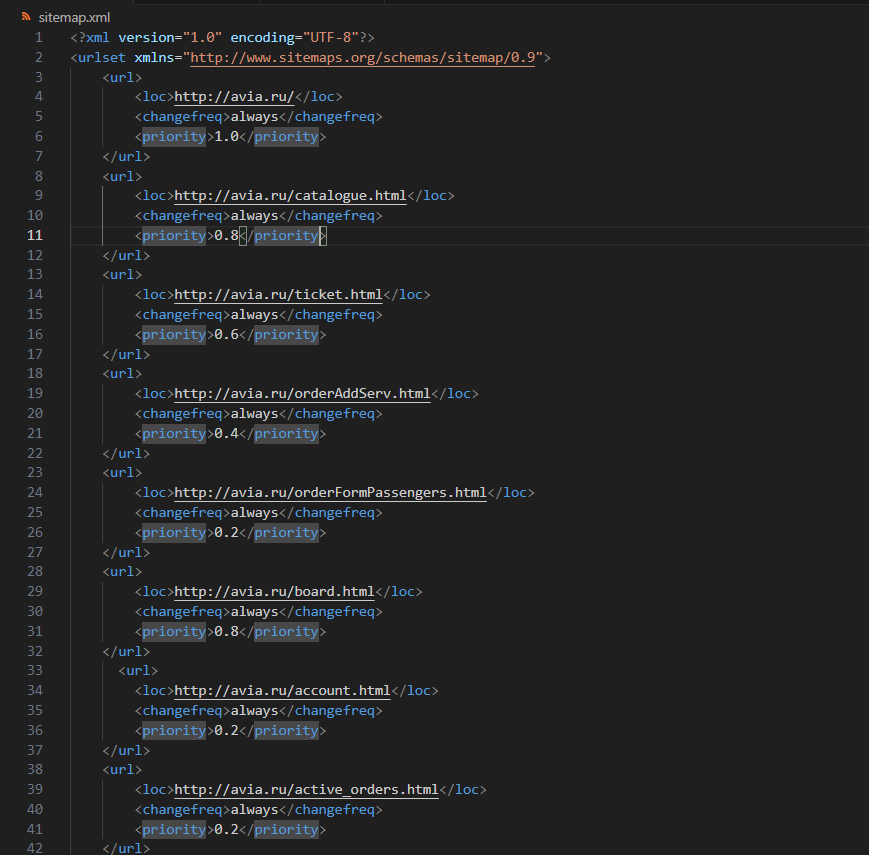 sitemap.xml
1 <?xml version="1.0" encoding="UTF-8"?>
2 <urlset xmlns="http://www.sitemaps.org/schemas/sitemap/0.9">
3 <url>
4 <loc>http://avia.ru/</loc>
5 <changefreq>always</changefreq>
6 <priority>1.0</priority>
7 </url>
8 <url>
9 <loc>http://avia.ru/catalogue.html</loc>
10 <changefreq>always</changefreq>
11 <priority>0.8</priority>
12 </url>
13 <url>
14 <loc>http://avia.ru/ticket.html</loc>
15 <changefreq>always</changefreq>
16 <priority>0.6</priority>
17 </url>
18 <url>
19 <loc>http://avia.ru/orderAddServ.html</loc>
20 <changefreq>always</changefreq>
21 <priority>0.4</priority>
22 </url>
23 <url>
24 <loc>http://avia.ru/orderFormPassengers.html</loc>
25 <changefreq>always</changefreq>
26 <priority>0.2</priority>
27 </url>
28 <url>
29 <loc>http://avia.ru/board.html</loc>
30 <changefreq>always</changefreq>
31 <priority>0.8</priority>
32 </url>
33 <url>
34 <loc>http://avia.ru/account.html</loc>
35 <changefreq>always</changefreq>
36 <priority>0.2</priority>
37 </url>
38 <url>
39 <loc>http://avia.ru/active_orders.html</loc>
40 <changefreq>always</changefreq>
41 <priority>0.2</priority>
42 </url>